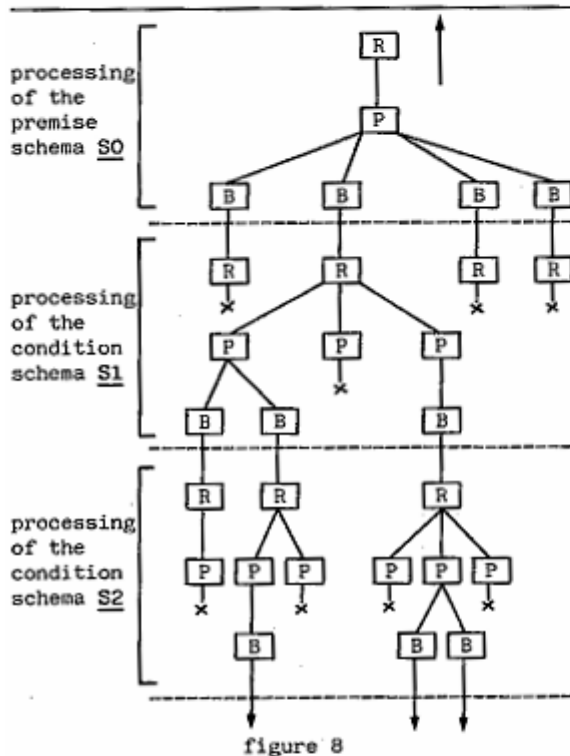 R
processing
of the
premise
schema S0
P
B B B B
R R R R
x x x
processing
of the
condition
schema S1
P P P
x
B B B
R R R
processing
of the
condition
schema S2
P P P P P P
x x x x
B B B
figure 8